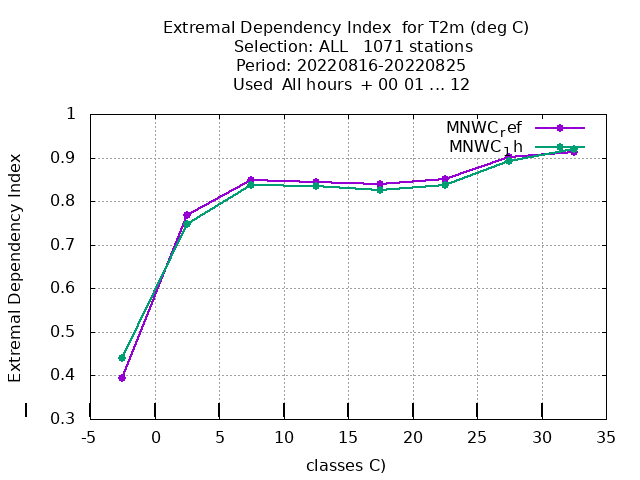 Extremal Dependency Index  for T2m (deg C)
Selection: ALL   1071 stations
Period: 20220816-20220825
Used  All hours  + 00 01 ... 12
MNWC_ref
MNWC_1h
Extremal Dependency Index
1
0.9
0.8
0.7
0.6
0.5
0.4
0.3
-5 0 5 10 15 20 25 30 35
classes C)